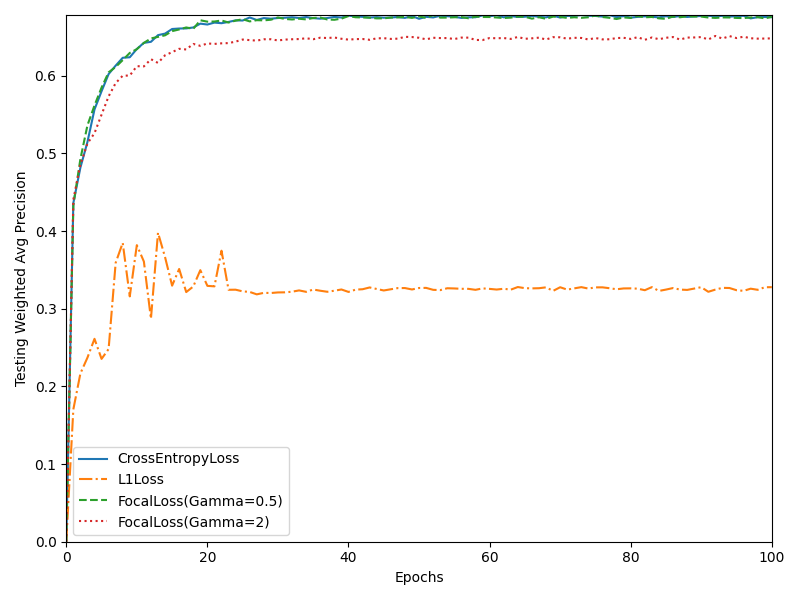 Testing Weighted Avg Precision
0.6
0.5
0.4
0.3
0.2
0.1
0.0
CrossEntropyLoss
L1Loss
FocalLoss(Gamma=0.5)
FocalLoss(Gamma=2)
0 20 40 60 80 100
Epochs